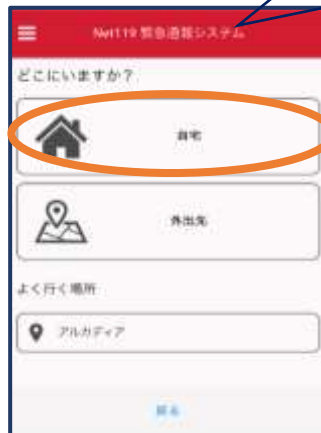 Net119 緊急通報システム
どこにいますか？
自宅
外出先
よく行く場所
アルカディア
戻る